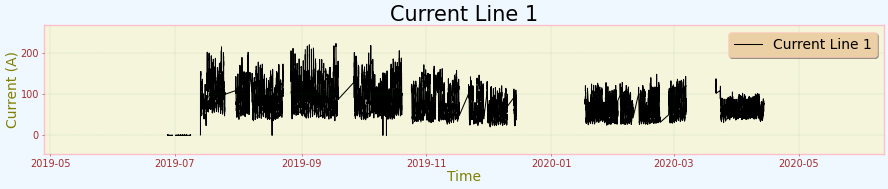 Current Line 1
Current (A)
200
100
0
Current Line 1
2019-05 2019-07 2019-09 2019-11 2020-01 2020-03 2020-05
Time